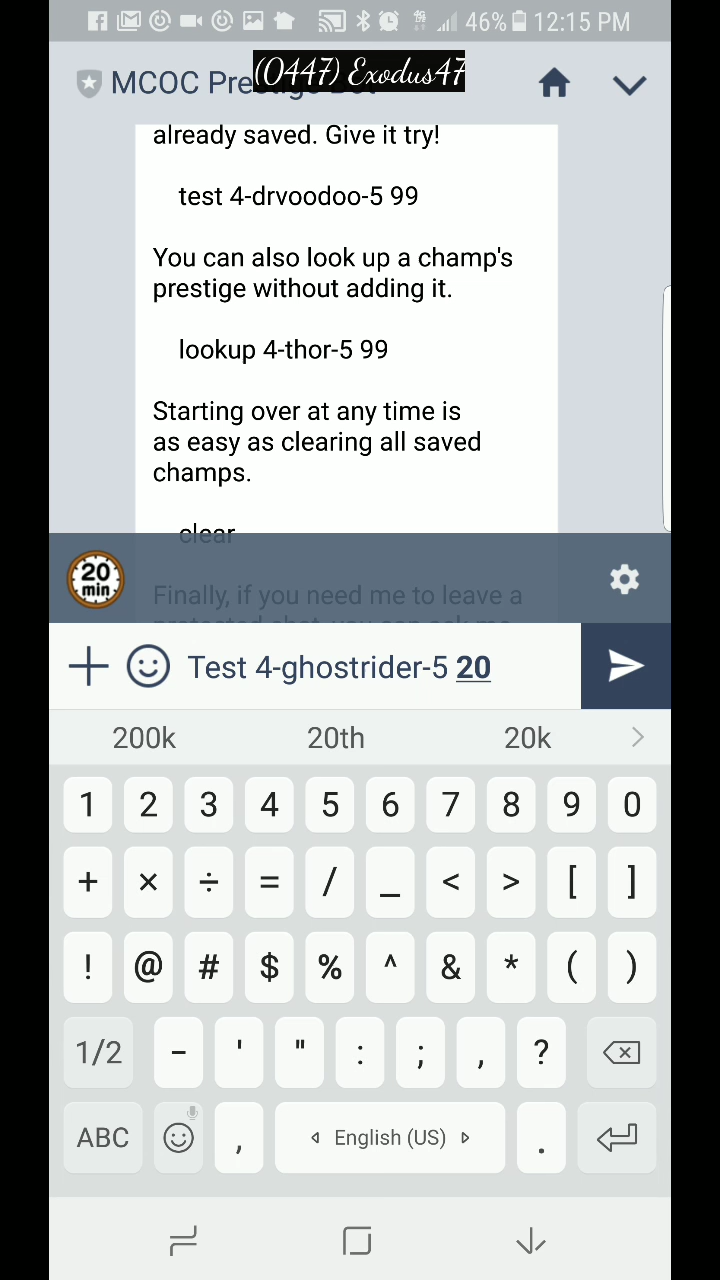 46% 12:15 PM
(0447) Exodus47
MCOC Pre
already saved. Give it try!
test 4-drvoodoo-5 99
You can also look up a champ's
prestige without adding it.
lookup 4-thor-5 99
Starting over at any time is
as easy as clearing all saved
champs.
clear
20
min
Finally, if you need me to leave a
Test 4-ghostrider-5 20
200k 20th 20k >
1 2 3 4 5 6 7 8 9 0
+ × ÷ = / _ < > [ ]
! @ # $ % ^ & * ( )
1/2 - ' " : ; , ?
ABC , English (US) .